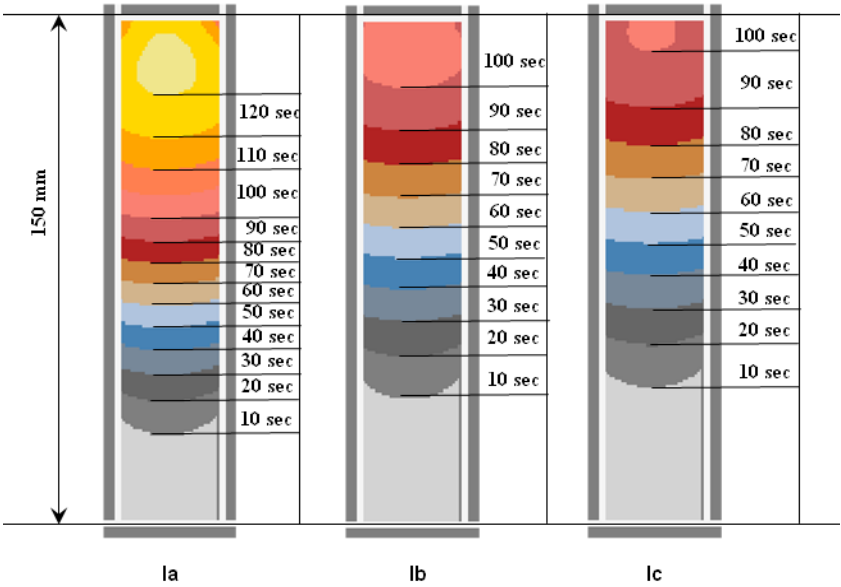 150 mm
120 sec
110 sec
100 sec
90 sec
80 sec
70 sec
60 sec
50 sec
40 sec
30 sec
20 sec
10 sec
Ia
100 sec
90 sec
80 sec
70 sec
60 sec
50 sec
40 sec
30 sec
20 sec
10 sec
Ib
100 sec
90 sec
80 sec
70 sec
60 sec
50 sec
40 sec
30 sec
20 sec
10 sec
Ic